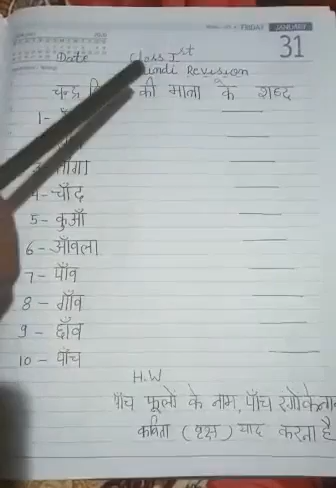 FRIDAY JANUARY
31
Date Class Ist
Hindi Revision
चन्द्र की मात्रा के शब्द
1-
4- चाँद
5- कुआँ
6- आँवला
7- पाँव
8- गाँव
9- छाँव
10- पाँच
H.W
पाँच फूलों के नाम, पाँच रंगो के नाम
कविता ( वृक्ष ) याद करना है